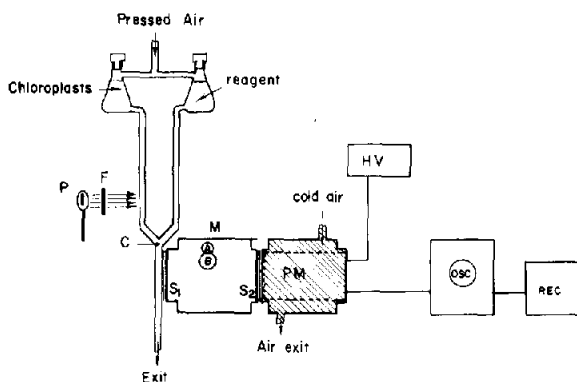 Pressed Air
Chloroplasts
reagent
P
F
C
M
A
B
S1
S2
PM
cold air
HV
OSC
REC
Air exit
Exit